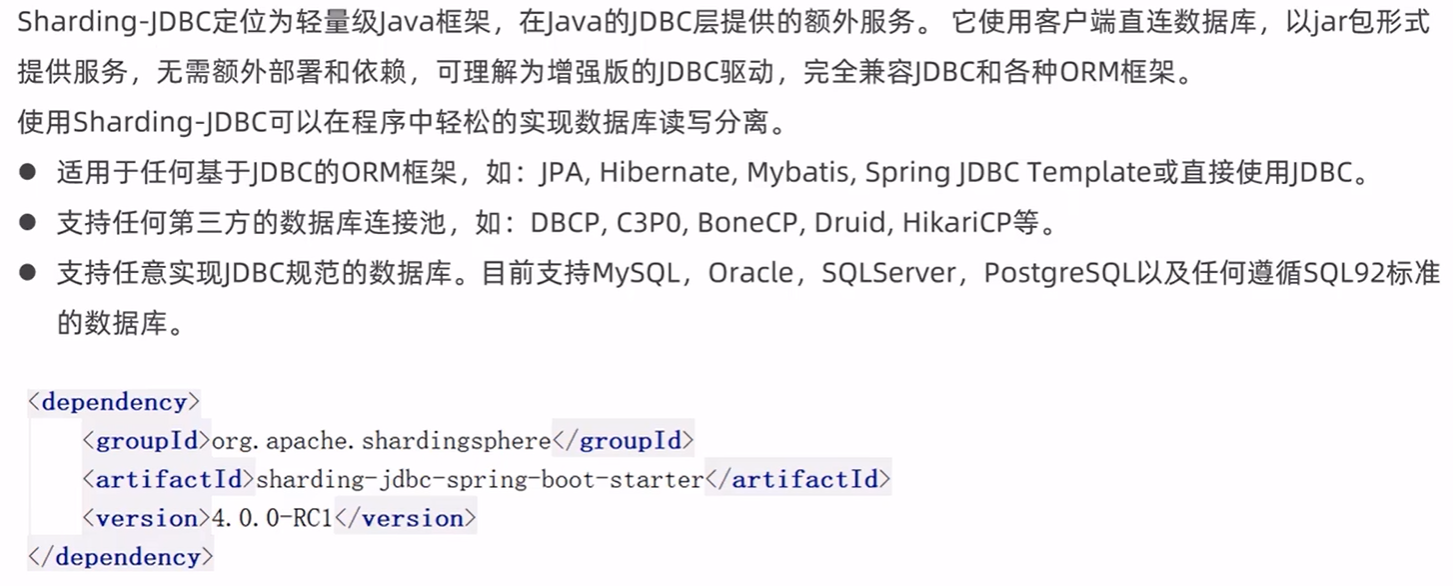 Sharding-JDBC定位为轻量级Java框架，在Java的JDBC层提供的额外服务。 它使用客户端直连数据库，以jar包形式
提供服务，无需额外部署和依赖，可理解为增强版的JDBC驱动，完全兼容JDBC和各种ORM框架。
使用Sharding-JDBC可以在程序中轻松的实现数据库读写分离。
● 适用于任何基于JDBC的ORM框架，如：JPA, Hibernate, Mybatis, Spring JDBC Template或直接使用JDBC。
● 支持任何第三方的数据库连接池，如：DBCP, C3P0, BoneCP, Druid, HikariCP等。
● 支持任意实现JDBC规范的数据库。目前支持MySQL，Oracle，SQLServer，PostgreSQL以及任何遵循SQL92标准
的数据库。
<dependency>
<groupId>org.apache.shardingsphere</groupId>
<artifactId>sharding-jdbc-spring-boot-starter</artifactId>
<version>4.0.0-RC1</version>
</dependency>